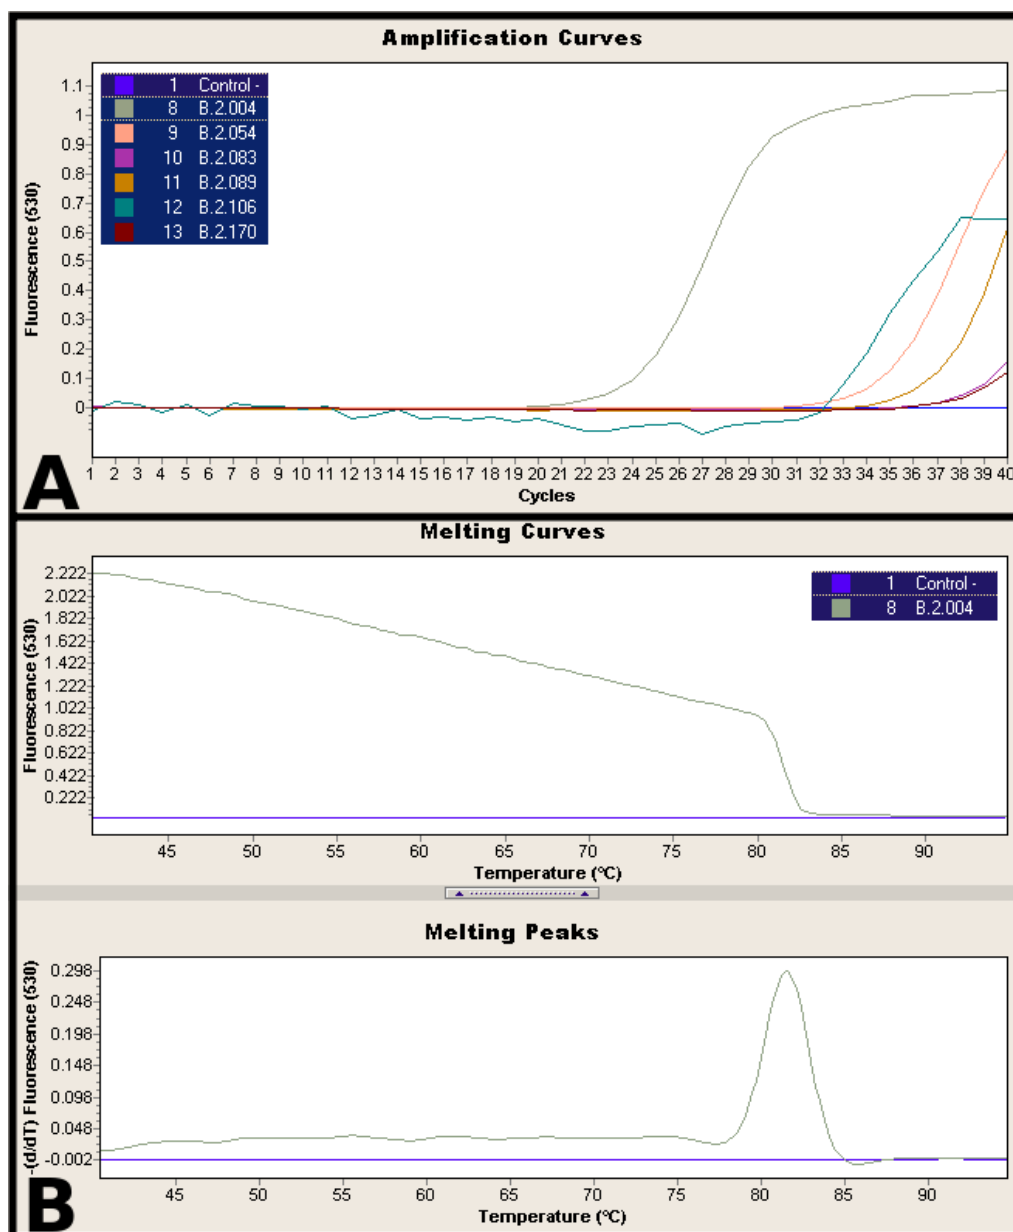 Amplification Curves
1 Control -
8 B.2.004
9 B.2.054
10 B.2.083
11 B.2.089
12 B.2.106
13 B.2.170
Fluorescence (530)
1.1
1
0.9
0.8
0.7
0.6
0.5
0.4
0.3
0.2
0.1
0
1 2 3 4 5 6 7 8 9 10 11 12 13 14 15 16 17 18 19 20 21 22 23 24 25 26 27 28 29 30 31 32 33 34 35 36 37 38 39 40
Cycles
A
Melting Curves
1 Control -
8 B.2.004
Fluorescence (530)
2.222
2.022
1.822
1.622
1.422
1.222
1.022
0.822
0.622
0.422
0.222
45 50 55 60 65 70 75 80 85 90
Temperature (°C)
Melting Peaks
-(d/dT) Fluorescence (530)
0.298
0.248
0.198
0.148
0.098
0.048
-0.002
45 50 55 60 65 70 75 80 85 90
Temperature (°C)
B